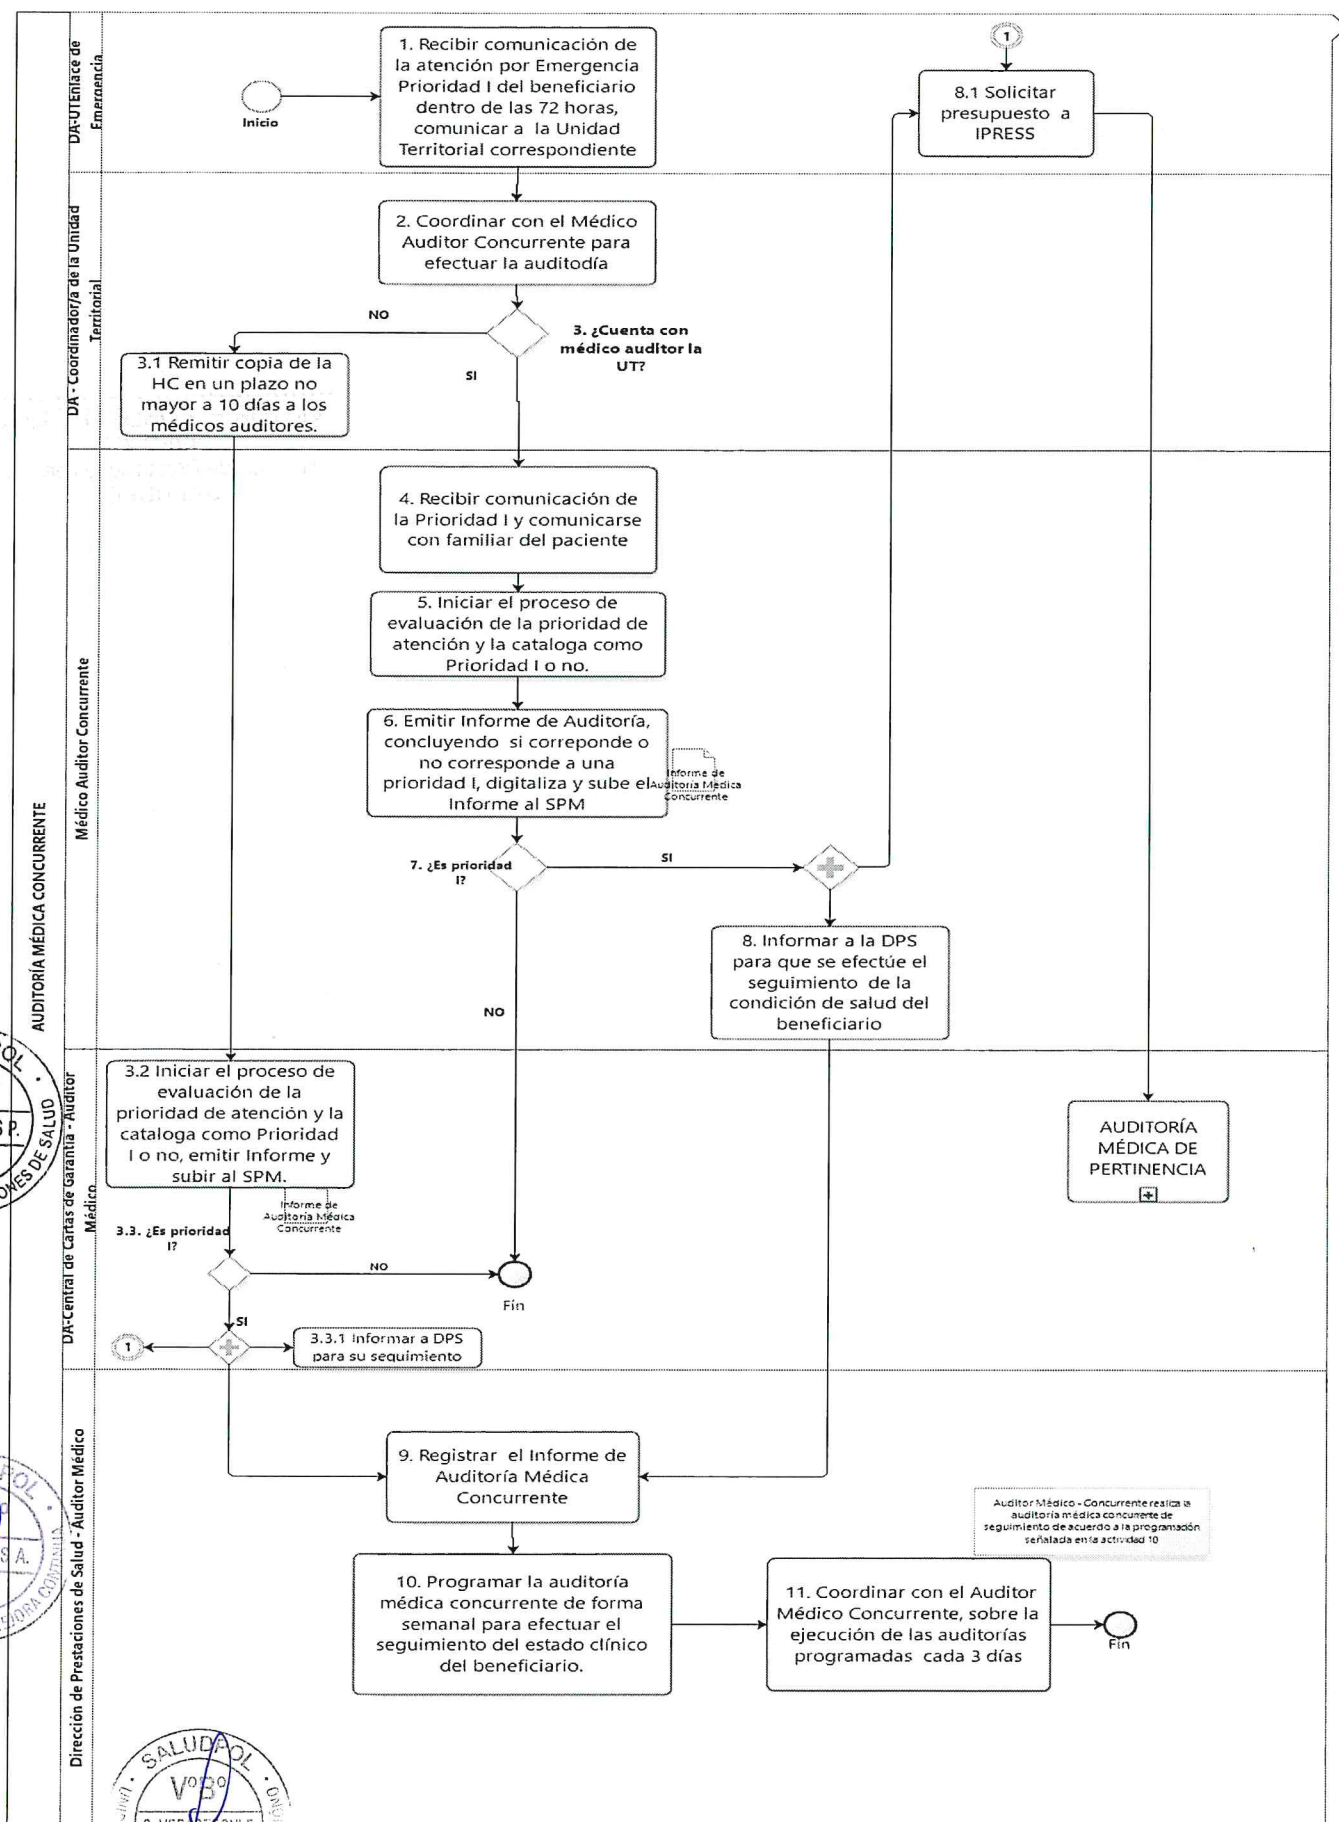 AUDITORÍA MÉDICA CONCURRENTE
DA-UTEnlace de
Emergencia
Inicio
1. Recibir comunicación de
la atención por Emergencia
Prioridad I del beneficiario
dentro de las 72 horas,
comunicar a la Unidad
Territorial correspondiente
1
8.1 Solicitar
presupuesto a
IPRESS
DA - Coordinador/a de la Unidad
Territorial
2. Coordinar con el Médico
Auditor Concurrente para
efectuar la auditodía
NO
3. ¿Cuenta con
médico auditor la
UT?
SI
3.1 Remitir copia de la
HC en un plazo no
mayor a 10 días a los
médicos auditores.
Médico Auditor Concurrente
4. Recibir comunicación de
la Prioridad I y comunicarse
con familiar del paciente
5. Iniciar el proceso de
evaluación de la prioridad de
atención y la cataloga como
Prioridad I o no.
6. Emitir Informe de Auditoría,
concluyendo si correponde o
no corresponde a una
prioridad I, digitaliza y sube el
Informe al SPM
Informe de
Auditoría Médica
Concurrente
7. ¿Es prioridad
I?
SI
NO
8. Informar a la DPS
para que se efectúe el
seguimiento de la
condición de salud del
beneficiario
DA-Central de Cartas de Garantía - Auditor
Médico
3.2 Iniciar el proceso de
evaluación de la
prioridad de atención y la
cataloga como Prioridad
I o no, emitir Informe y
subir al SPM.
Informe de
Auditoría Médica
Concurrente
3.3. ¿Es prioridad
I?
NO
Fin
SI
1
3.3.1 Informar a DPS
para su seguimiento
AUDITORÍA
MÉDICA DE
PERTINENCIA
Dirección de Prestaciones de Salud - Auditor Médico
9. Registrar el Informe de
Auditoría Médica
Concurrente
Auditor Médico - Concurrente realiza la
auditoría médica concurerte de
seguimiento de acuerdo a la programación
señalada en la actividad 10
10. Programar la auditoría
médica concurrente de forma
semanal para efectuar el
seguimiento del estado clínico
del beneficiario.
11. Coordinar con el Auditor
Médico Concurrente, sobre la
ejecución de las auditorías
programadas cada 3 días
Fin
SALUDPOL
V°B°